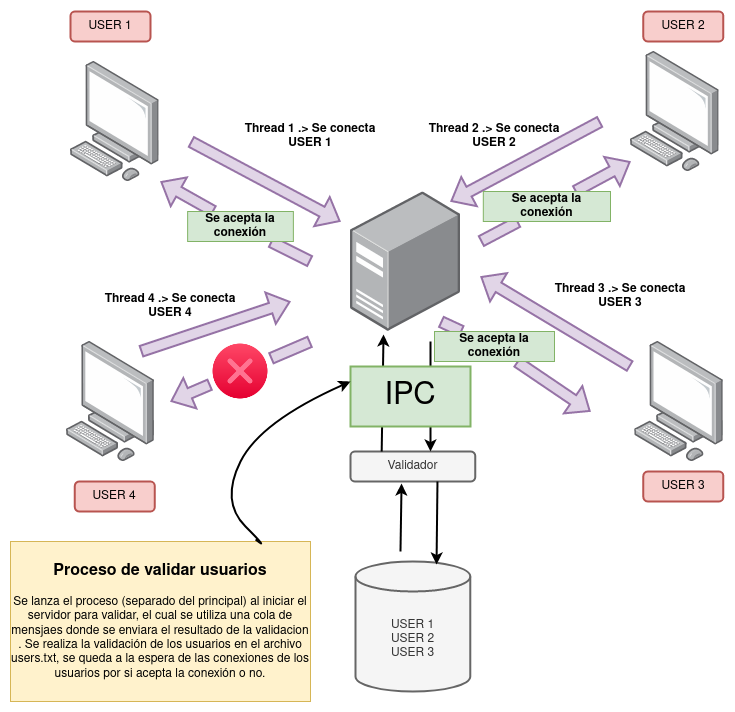 USER 1
USER 2
Thread 1 .> Se conecta
USER 1
Thread 2 .> Se conecta
USER 2
Se acepta la
conexión
Se acepta la
conexión
Thread 4 .> Se conecta
USER 4
Thread 3 .> Se conecta
USER 3
Se acepta la
conexión
IPC
Validador
USER 4
USER 3
Proceso de validar usuarios
Se lanza el proceso (separado del principal) al iniciar el
servidor para validar, el cual se utiliza una cola de
mensjaes donde se enviara el resultado de la validacion
. Se realiza la validación de los usuarios en el archivo
users.txt, se queda a la espera de las conexiones de los
usuarios por si acepta la conexión o no.
USER 1
USER 2
USER 3